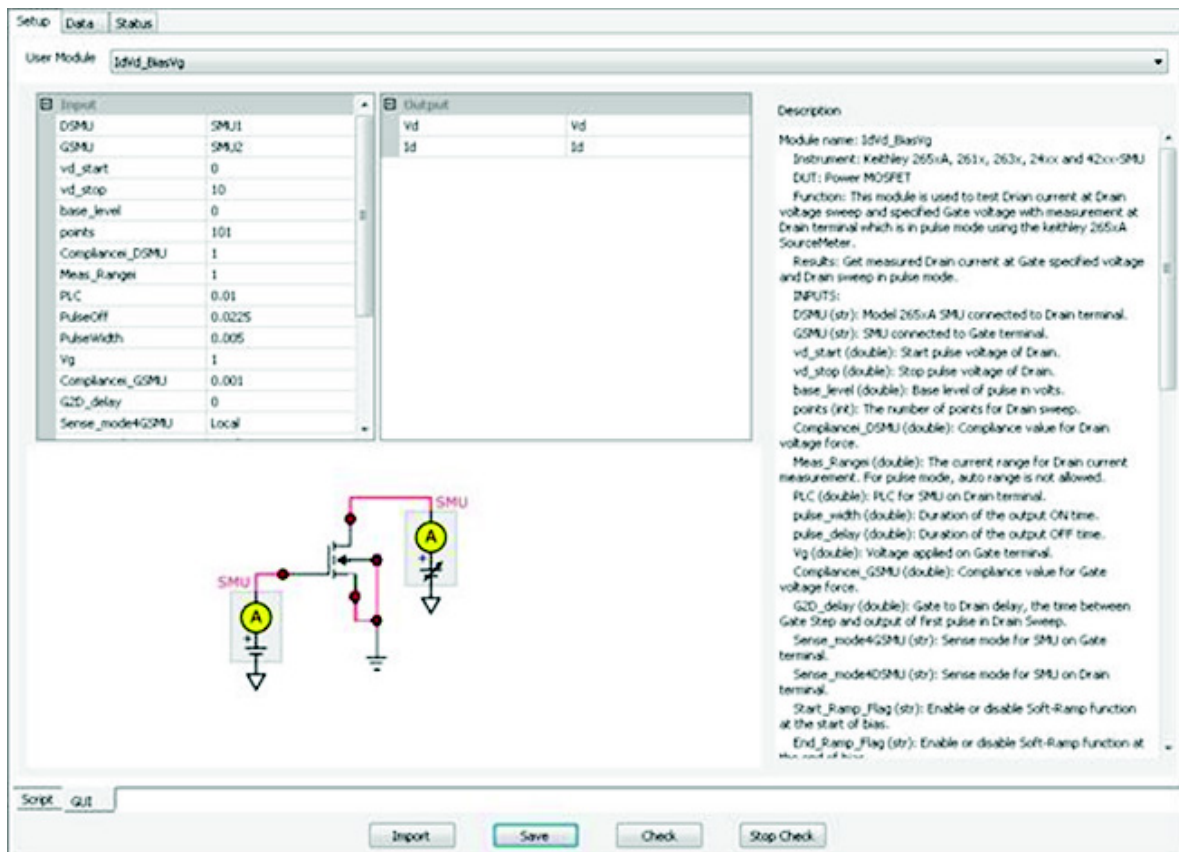 Setup Data Status
User Module IdVd_BiasVg
Input
DSMU SMU1
GSMU SMU2
vd_start 0
vd_stop 10
base_level 0
points 101
Compliancei_DSMU 1
Meas_Rangei 1
PLC 0.01
PulseOff 0.0225
PulseWidth 0.005
Vg 1
Compliancei_GSMU 0.001
G2D_delay 0
Sense_mode4GSMU Local
Output
Vd Vd
Id Id
Description
Module name: IdVd_BiasVg
Instrument: Keithley 265xA, 261x, 263x, 24xx and 42xx-SMU
DUT: Power MOSFET
Function: This module is used to test Drian current at Drain
voltage sweep and specified Gate voltage with measurement at
Drain terminal which is in pulse mode using the keithley 265xA
SourceMeter.
Results: Get measured Drain current at Gate specified voltage
and Drain sweep in pulse mode.
INPUTS:
DSMU (str): Model 265xA SMU connected to Drain terminal.
GSMU (str): SMU connected to Gate terminal.
vd_start (double): Start pulse voltage of Drain.
vd_stop (double): Stop pulse voltage of Drain.
base_level (double): Base level of pulse in volts.
points (int): The number of points for Drain sweep.
Compliancei_DSMU (double): Compliance value for Drain
voltage force.
Meas_Rangei (double): The current range for Drain current
measurement. For pulse mode, auto range is not allowed.
PLC (double): PLC for SMU on Drain terminal.
pulse_width (double): Duration of the output ON time.
pulse_delay (double): Duration of the output OFF time.
Vg (double): Voltage applied on Gate terminal.
Compliancei_GSMU (double): Compliance value for Gate
voltage force.
G2D_delay (double): Gate to Drain delay, the time between
Gate Step and output of first pulse in Drain Sweep.
Sense_mode4GSMU (str): Sense mode for SMU on Gate
terminal.
Sense_mode4DSMU (str): Sense mode for SMU on Drain
terminal.
Start_Ramp_Flag (str): Enable or disable Soft-Ramp function
at the start of bias.
End_Ramp_Flag (str): Enable or disable Soft-Ramp function at
the end of bias.
SMU
A
+
SMU
A
+
Script GUI
Import Save Check Stop Check